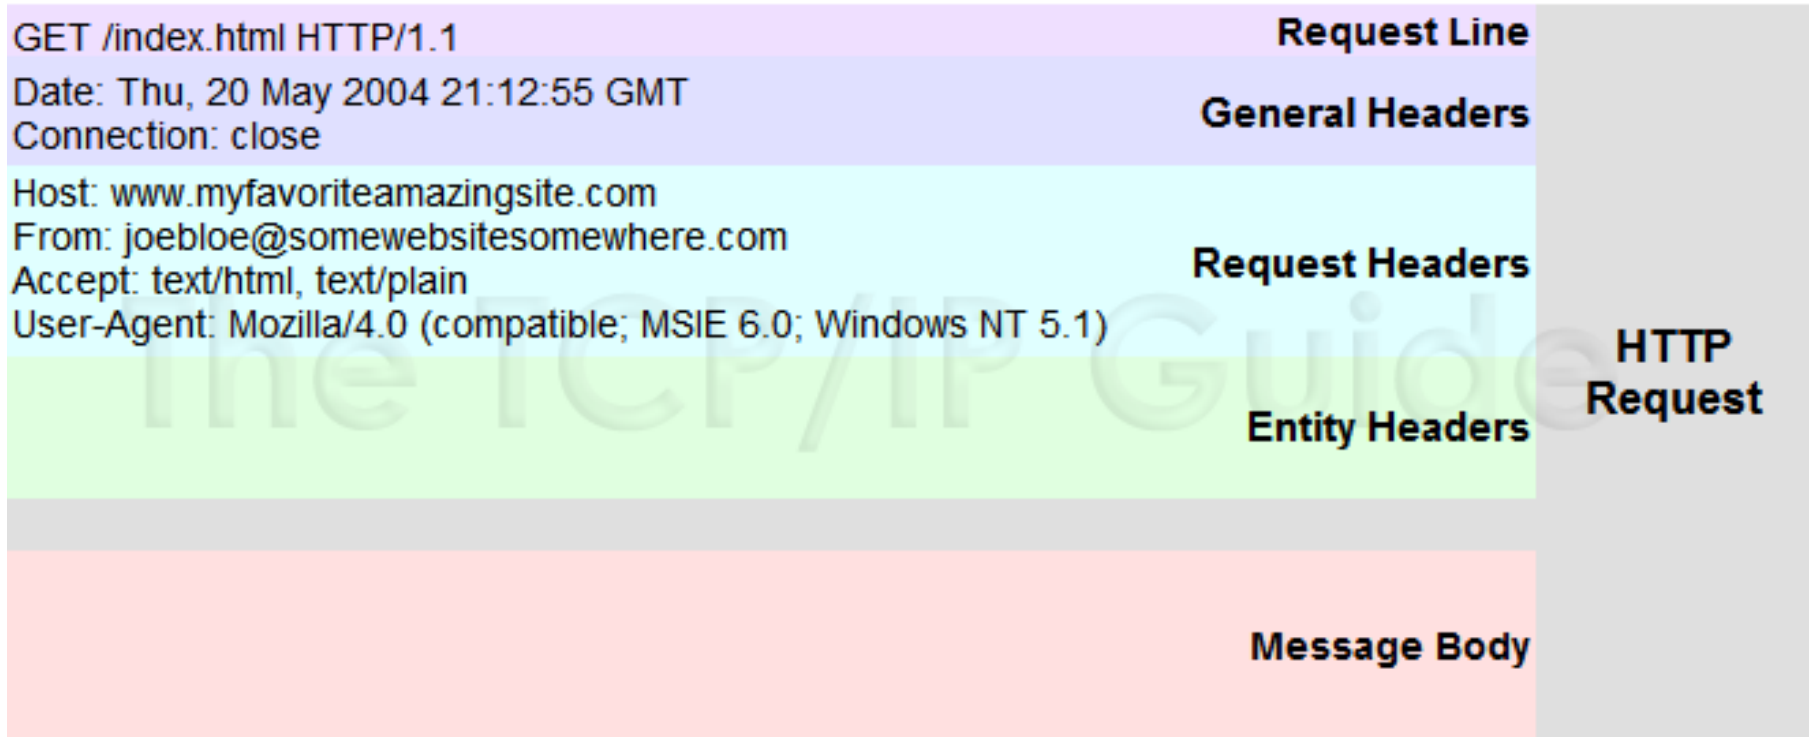 GET /index.html HTTP/1.1
Request Line
Date: Thu, 20 May 2004 21:12:55 GMT
Connection: close
General Headers
Host: www.myfavoriteamazingsite.com
From: joebloe@somewebsitesomewhere.com
Accept: text/html, text/plain
User-Agent: Mozilla/4.0 (compatible; MSIE 6.0; Windows NT 5.1)
Request Headers
Entity Headers
Message Body
HTTP
Request
The TCP/IP Guide